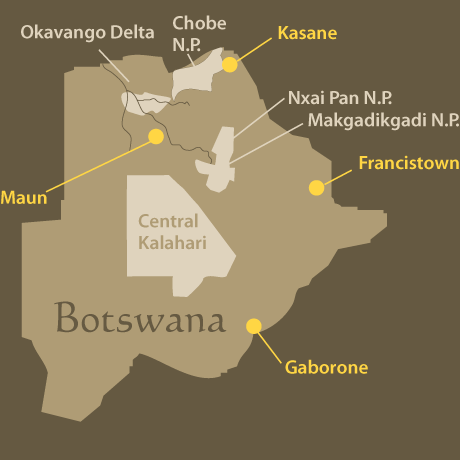 Okavango Delta
Chobe
N.P.
Kasane
Nxai Pan N.P.
Makgadikgadi N.P.
Francistown
Maun
Central
Kalahari
Botswana
Gaborone